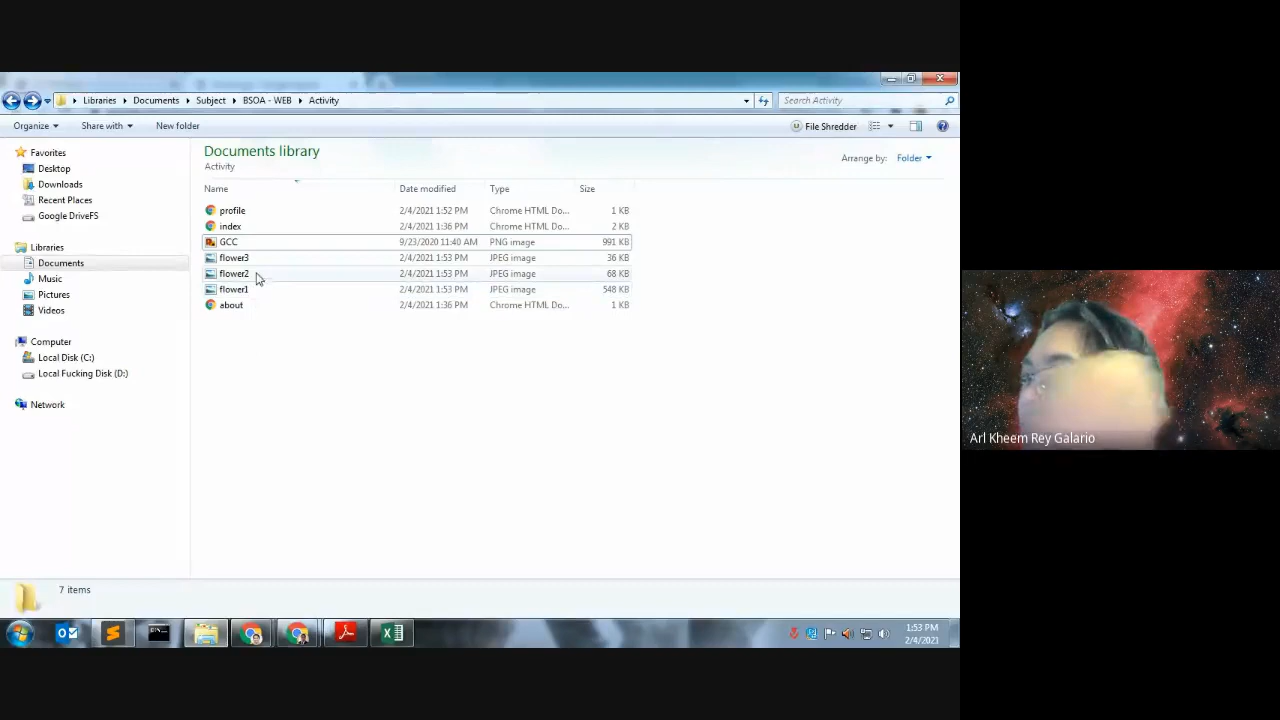 Libraries Documents Subject BSOA - WEB Activity
Search Activity
Organize Share with New folder
File Shredder
Favorites
Desktop
Downloads
Recent Places
Google DriveFS
Libraries
Documents
Music
Pictures
Videos
Computer
Local Disk (C:)
Local Fucking Disk (D:)
Network
Documents library
Activity
Arrange by: Folder
Name Date modified Type Size
profile 2/4/2021 1:52 PM Chrome HTML Do... 1 KB
index 2/4/2021 1:36 PM Chrome HTML Do... 2 KB
GCC 9/23/2020 11:40 AM PNG image 991 KB
flower3 2/4/2021 1:53 PM JPEG image 36 KB
flower2 2/4/2021 1:53 PM JPEG image 68 KB
flower1 2/4/2021 1:53 PM JPEG image 548 KB
about 2/4/2021 1:36 PM Chrome HTML Do... 1 KB
7 items
1:53 PM
2/4/2021
Arl Kheem Rey Galario